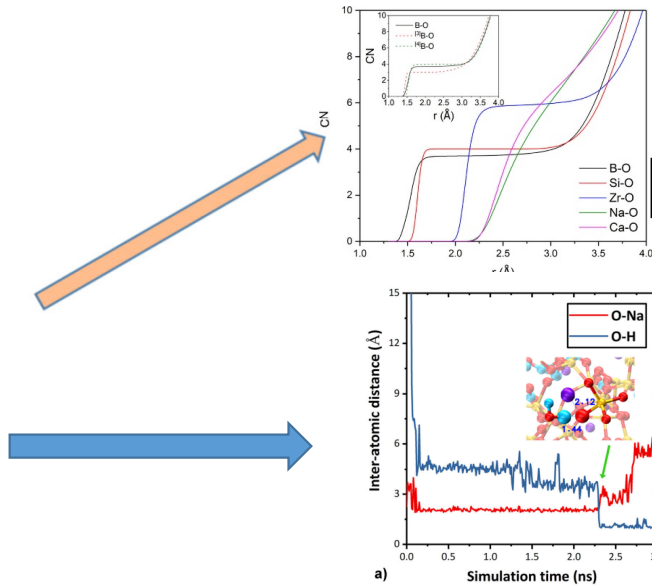 10
8
6
4
2
0
CN
1.0
1.5
2.0
2.5
3.0
3.5
4.0
B-O
Si-O
Zr-O
Na-O
Ca-O
10
8
6
4
2
0
CN
B-O
[3]B-O
[4]B-O
1.0 1.5 2.0 2.5 3.0 3.5 4.0
r (Å)
r (Å)
15
12
9
6
3
0
Inter-atomic distance (Å)
O-Na
O-H
2.12
1.44
0.0 0.5 1.0 1.5 2.0 2.5
Simulation time (ns)
a)